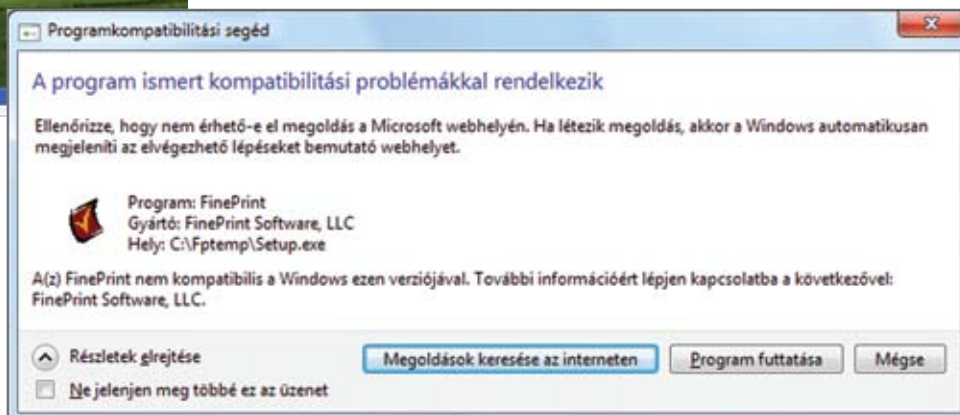 Programkompatibilitási segéd
A program ismert kompatibilitási problémákkal rendelkezik
Ellenőrizze, hogy nem érhető-e el megoldás a Microsoft webhelyén. Ha létezik megoldás, akkor a Windows automatikusan
megjeleníti az elvégezhető lépéseket bemutató webhelyet.
Program: FinePrint
Gyártó: FinePrint Software, LLC
Hely: C:\Fptemp\Setup.exe
A(z) FinePrint nem kompatibilis a Windows ezen verziójával. További információért lépjen kapcsolatba a következővel:
FinePrint Software, LLC.
Részletek elrejtése
Megoldások keresése az interneten
Program futtatása
Mégse
Ne jelenjen meg többé ez az üzenet